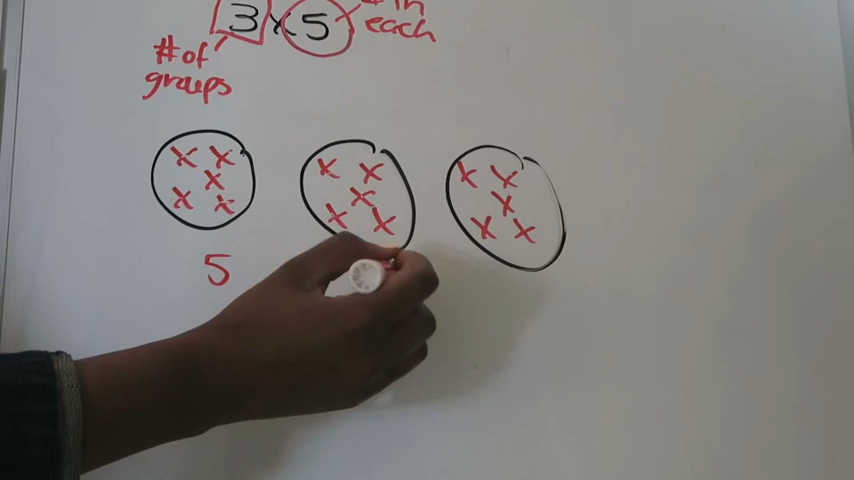 in
3 x 5 each
# of
groups
x x x x x
x x x x x
x x x x x
5